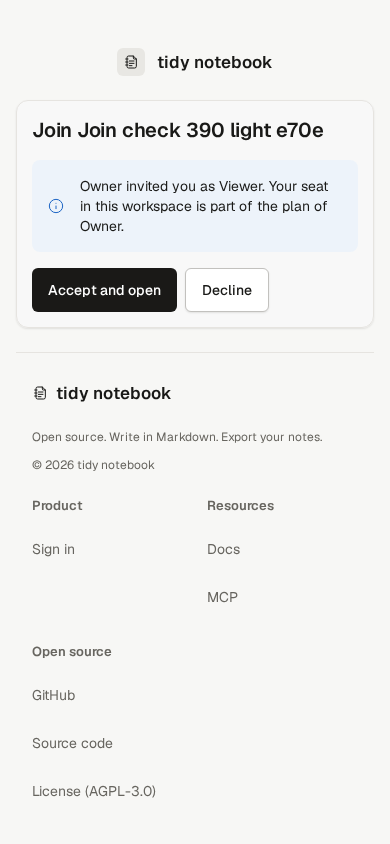 tidy notebook
Join Join check 390 light e70e
Owner invited you as Viewer. Your seat
in this workspace is part of the plan of
Owner.
Accept and open
Decline
tidy notebook
Open source. Write in Markdown. Export your notes.
© 2026 tidy notebook
Product
Sign in
Resources
Docs
MCP
Open source
GitHub
Source code
License (AGPL-3.0)